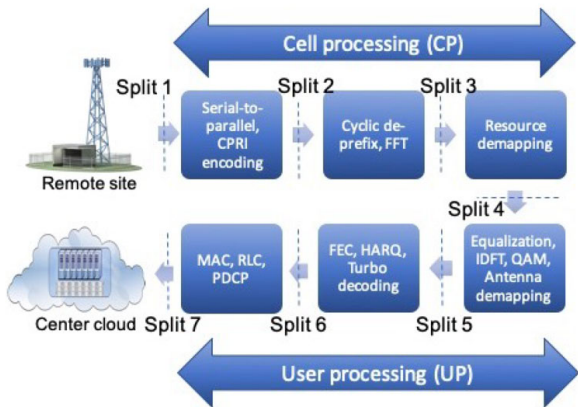 Cell processing (CP)
Split 1
Split 2
Split 3
Serial-to-
parallel,
CPRI
encoding
Cyclic de-
prefix, FFT
Resource
demapping
Remote site
Split 4
MAC, RLC,
PDCP
FEC, HARQ,
Turbo
decoding
Equalization,
IDFT, QAM,
Antenna
demapping
Center cloud
Split 7
Split 6
Split 5
User processing (UP)